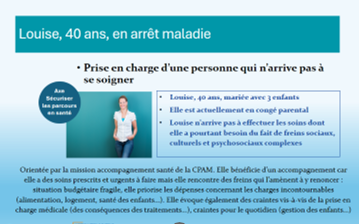 Louise, 40 ans, en arrêt maladie
• Prise en charge d'une personne qui n'arrive pas à
se soigner
Axe
Sécuriser
les parcours
en santé
• Louise, 40 ans, mariée avec 3 enfants
• Elle est actuellement en congé parental
• Louise n'arrive pas à effectuer les soins dont
elle a pourtant besoin du fait de freins sociaux,
culturels et psychosociaux complexes
Orientée par la mission accompagnement santé de la CPAM. Elle bénéficie d'un accompagnement car
elle a des soins prescrits et urgents à faire mais elle rencontre des freins qui l'amènent à y renoncer :
situation budgétaire fragile, elle priorise les dépenses concernant les charges incontournables
(alimentation, logement, santé des enfants...). Elle évoque également des craintes vis-à-vis de la prise en
charge médicale (des conséquences des traitements...), craintes pour le quotidien (gestion des enfants...)